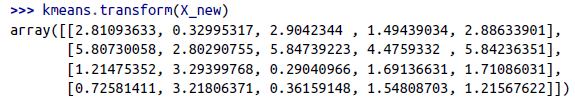 >>> kmeans.transform(X_new)
array([[2.81093633, 0.32995317, 2.9042344 , 1.49439034, 2.88633901],
[5.80730058, 2.80290755, 5.84739223, 4.4759332 , 5.84236351],
[1.21475352, 3.29399768, 0.29040966, 1.69136631, 1.71086031],
[0.72581411, 3.21806371, 0.36159148, 1.54808703, 1.21567622]])